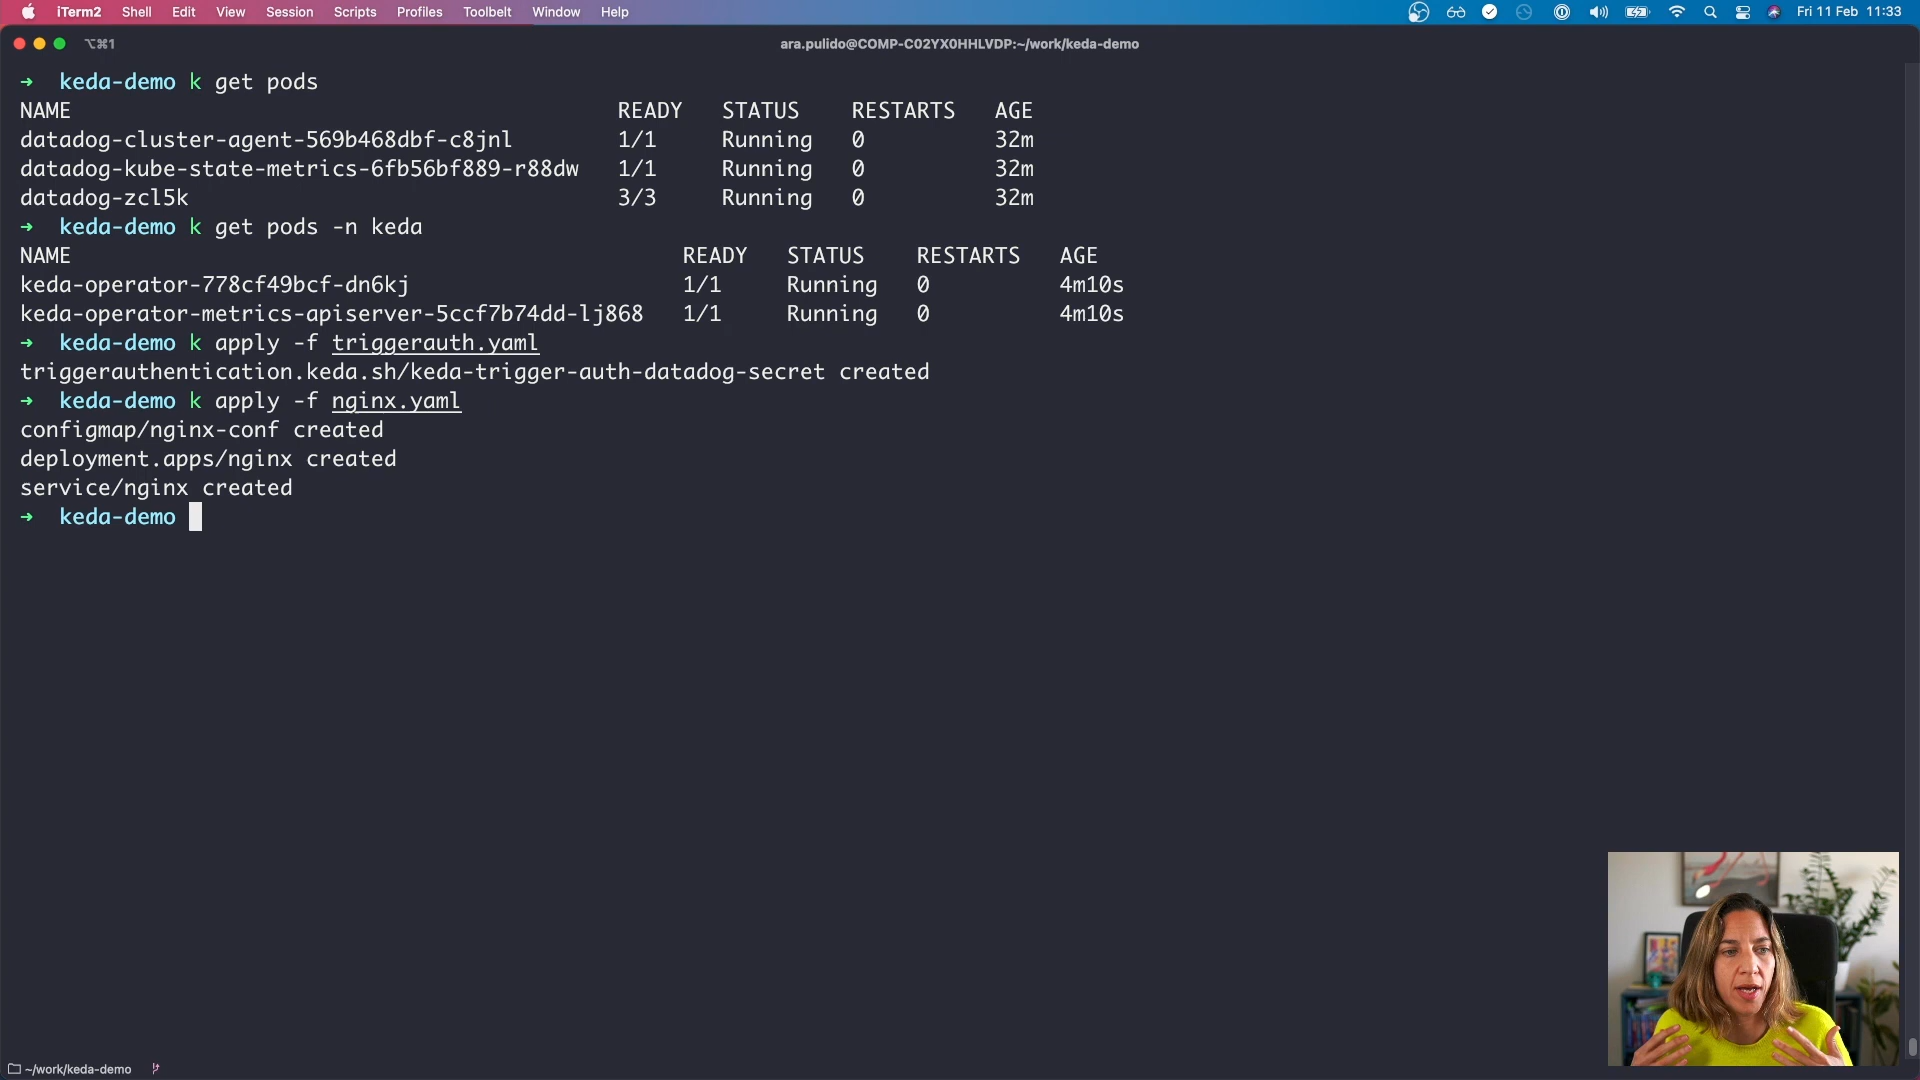 iTerm2 Shell Edit View Session Scripts Profiles Toolbelt Window Help Fri 11 Feb 11:33
⌥⌘1 ara.pulido@COMP-C02YX0HHLVDP:~/work/keda-demo
→ keda-demo k get pods
NAME READY STATUS RESTARTS AGE
datadog-cluster-agent-569b468dbf-c8jnl 1/1 Running 0 32m
datadog-kube-state-metrics-6fb56bf889-r88dw 1/1 Running 0 32m
datadog-zcl5k 3/3 Running 0 32m
→ keda-demo k get pods -n keda
NAME READY STATUS RESTARTS AGE
keda-operator-778cf49bcf-dn6kj 1/1 Running 0 4m10s
keda-operator-metrics-apiserver-5ccf7b74dd-lj868 1/1 Running 0 4m10s
→ keda-demo k apply -f triggerauth.yaml
triggerauthentication.keda.sh/keda-trigger-auth-datadog-secret created
→ keda-demo k apply -f nginx.yaml
configmap/nginx-conf created
deployment.apps/nginx created
service/nginx created
→ keda-demo
~/work/keda-demo